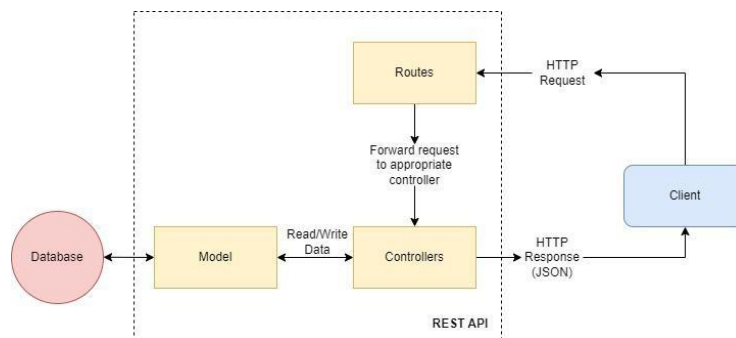 Routes
HTTP
Request
Forward request
to appropriate
controller
Client
Database
Model
Read/Write
Data
Controllers
HTTP
Response
(JSON)
REST API